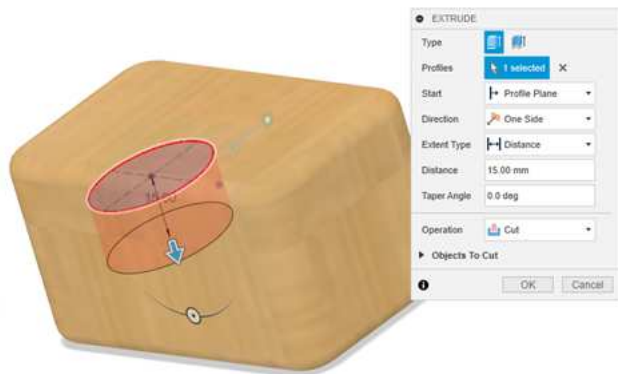 EXTRUDE
Type
Profiles 1 selected
Start Profile Plane
Direction One Side
Extent Type Distance
Distance 15.00 mm
Taper Angle 0.0 deg
Operation Cut
Objects To Cut
OK Cancel